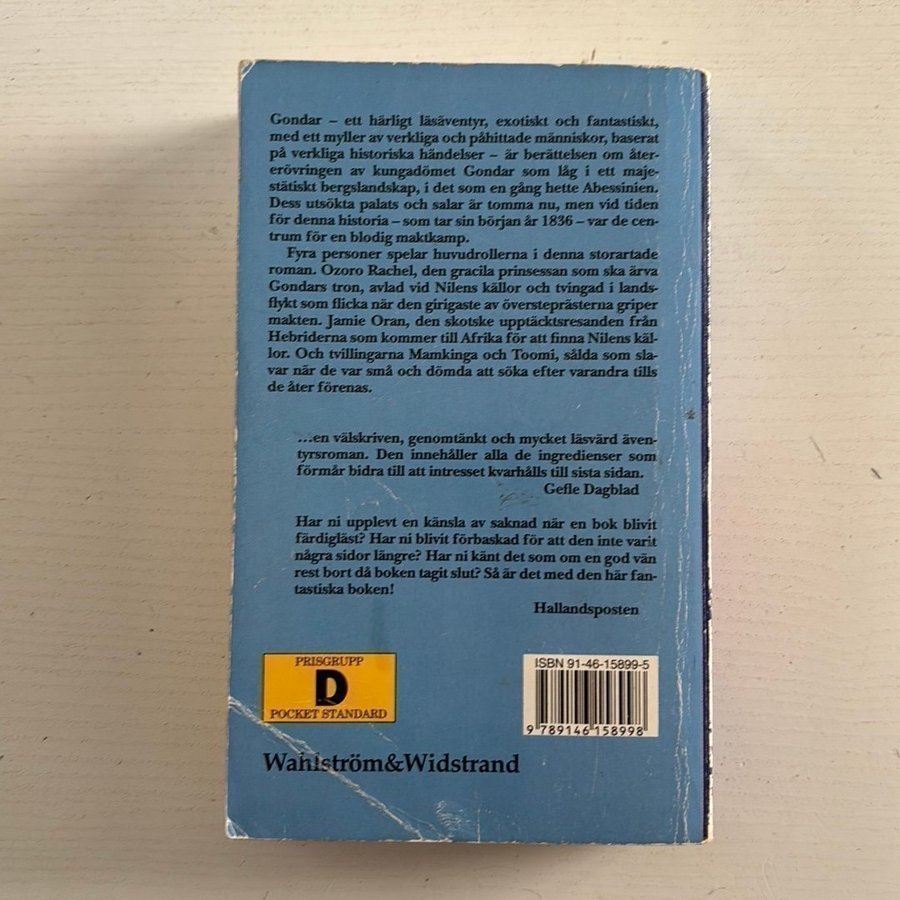 Gondar – ett härligt läsäventyr, exotiskt och fantastiskt,
med ett myller av verkliga och påhittade människor, baserat
på verkliga historiska händelser – är berättelsen om åter-
erövringen av kungadömet Gondar som låg i ett maje-
stätiskt bergslandskap, i det som en gång hette Abessinien.
Dess utsökta palats och salar är tomma nu, men vid tiden
för denna historia – som tar sin början år 1836 – var de cen-
trum för en blodig maktkamp.
Fyra personer spelar huvudrollerna i denna storartade
roman. Ozoro Rachel, den gracila prinsessan som ska ärva
Gondars tron, avlad vid Nilens källor och tvingad i lands-
flykt som flicka när den girigaste av översteprästerna griper
makten. Jamie Oran, den skotske upptäcktsresanden från
Hebriderna som kommer till Afrika för att finna Nilens käl-
lor. Och tvillingarna Mamkinga och Toomi, sålda som sla-
var när de var små och dömda att söka efter varandra tills
de åter förenas.
...en välskriven, genomtänkt och mycket läsvärd även-
tyrsroman. Den innehåller alla de ingredienser som
förmår bidra till att intresset kvarhålls till sista sidan.
Gefle Dagblad
Har ni upplevt en känsla av saknad när en bok blivit
färdigläst? Har ni blivit förbaskad för att den inte varit
några sidor längre? Har ni känt det som om en god vän
rest bort då boken tagit slut? Så är det med den här fan-
tastiska boken!
Hallandsposten
PRISGRUPP
D
POCKET STANDARD
ISBN 91-46-15899-5
9 789146 158998
Wahlström&Widstrand